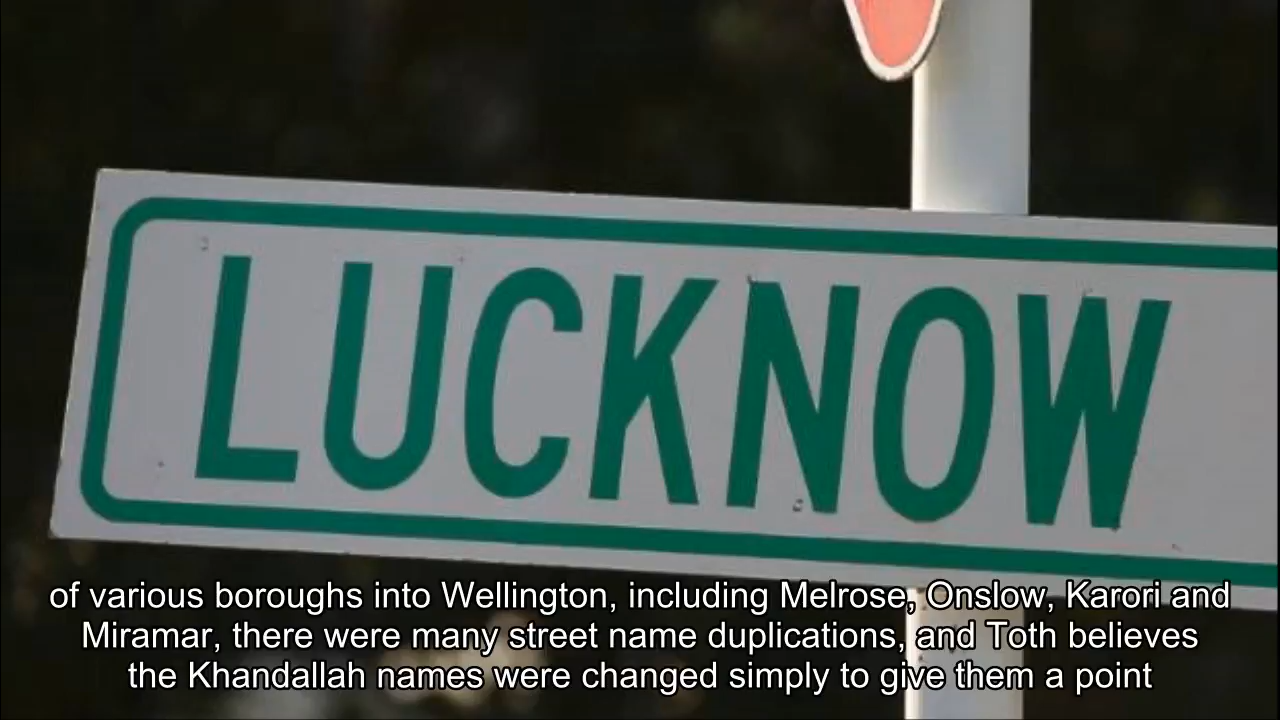 LUCKNOW
of various boroughs into Wellington, including Melrose, Onslow, Karori and
Miramar, there were many street name duplications, and Toth believes
the Khandallah names were changed simply to give them a point